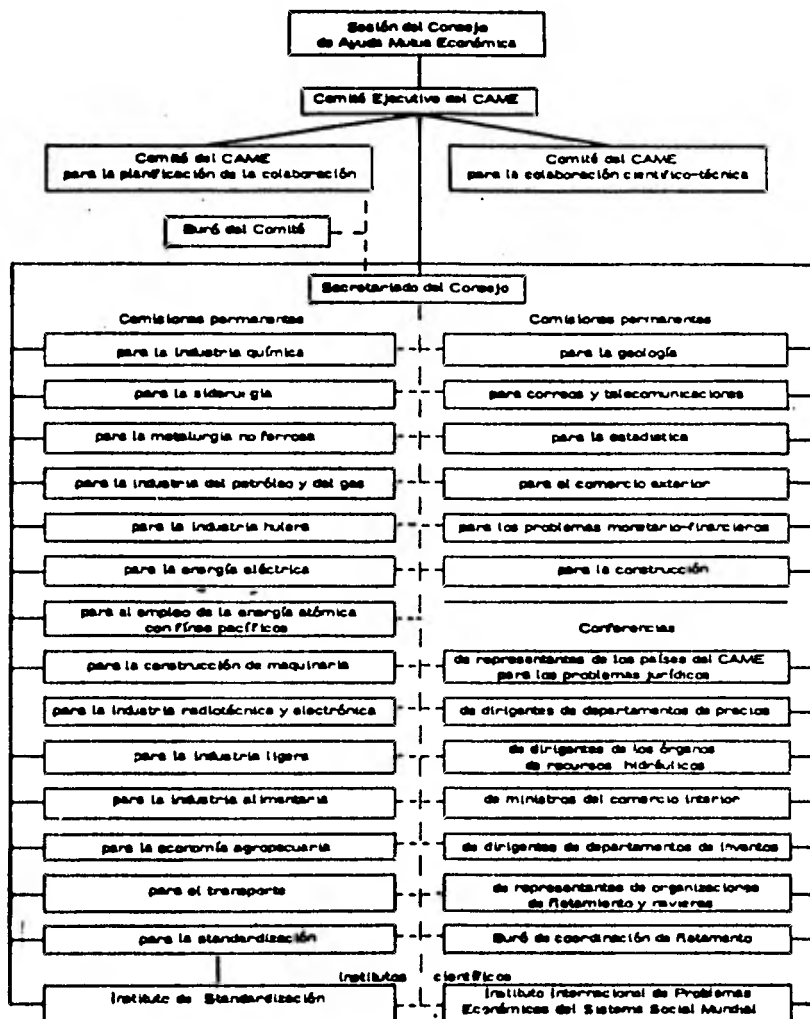 Sesión del Consejo
de Ayuda Mutua Económica
Comité Ejecutivo del CAME
Comité del CAME
para la planificación de la colaboración
Comité del CAME
para la colaboración científico-técnica
Buró del Comité
Secretariado del Consejo
Comisiones permanentes
para la industria química
para la siderurgia
para la metalurgia no ferrosa
para la industria del petróleo y del gas
para la industria hulera
para la energía eléctrica
para el empleo de la energía atómica
con fines pacíficos
para la construcción de maquinaria
para la industria radiotécnica y electrónica
para la industria ligera
para la industria alimentaria
para la economía agropecuaria
para el transporte
para la standardización
Comisiones permanentes
para la geología
para correos y telecomunicaciones
para la estadística
para el comercio exterior
para los problemas monetario-financieros
para la construcción
Conferencias
de representantes de los países del CAME
para los problemas jurídicos
de dirigentes de departamentos de precios
de dirigentes de los órganos
de recursos hidráulicos
de ministros del comercio interior
de dirigentes de departamentos de inventos
de representantes de organizaciones
de fletamiento y navieras
Buró de coordinación de fletamento
Institutos científicos
Instituto de Standardización
Instituto Internacional de Problemas
Económicos del Sistema Social Mundial